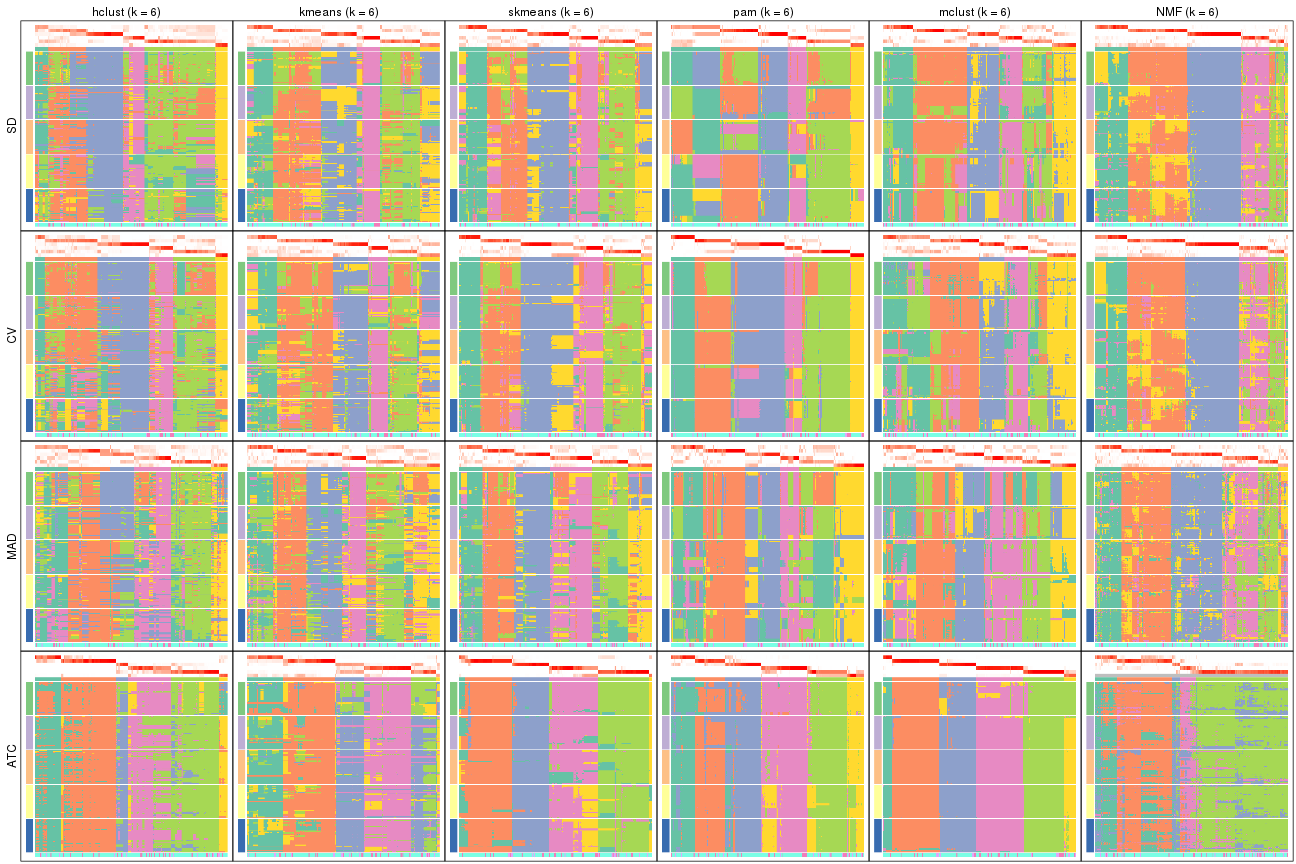 hclust (k = 6) kmeans (k = 6) skmeans (k = 6) pam (k = 6) mclust (k = 6) NMF (k = 6)
SD
CV
MAD
ATC